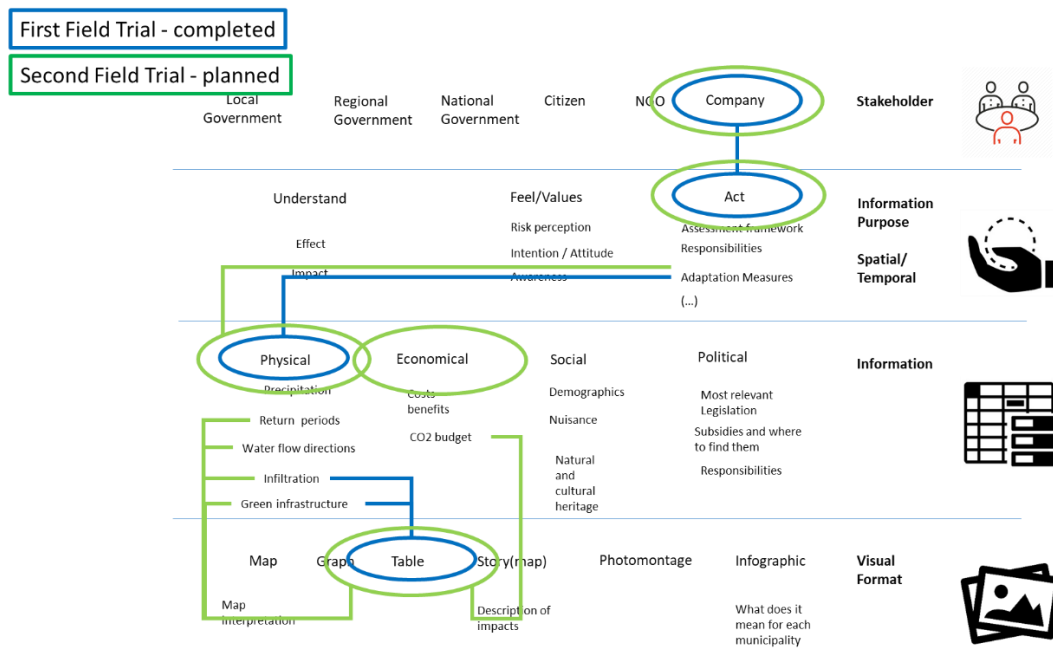 First Field Trial - completed
Second Field Trial - planned
Local
Government
Regional
Government
National
Government
Citizen
NGO
Company
Stakeholder
Understand
Feel/Values
Act
Information
Purpose
Risk perception
Assessment framework
Effect
Intention / Attitude
Responsibilities
Spatial/
Temporal
Impact
Awareness
Adaptation Measures
(...)
Physical
Economical
Social
Political
Information
Precipitation
Costs
benefits
Demographics
Most relevant
Legislation
Return periods
Nuisance
CO2 budget
Subsidies and where
to find them
Water flow directions
Natural
and
cultural
heritage
Responsibilities
Infiltration
Green infrastructure
Map
Graph
Table
Story(map)
Photomontage
Infographic
Visual
Format
Map
interpretation
Description of
impacts
What does it
mean for each
municipality